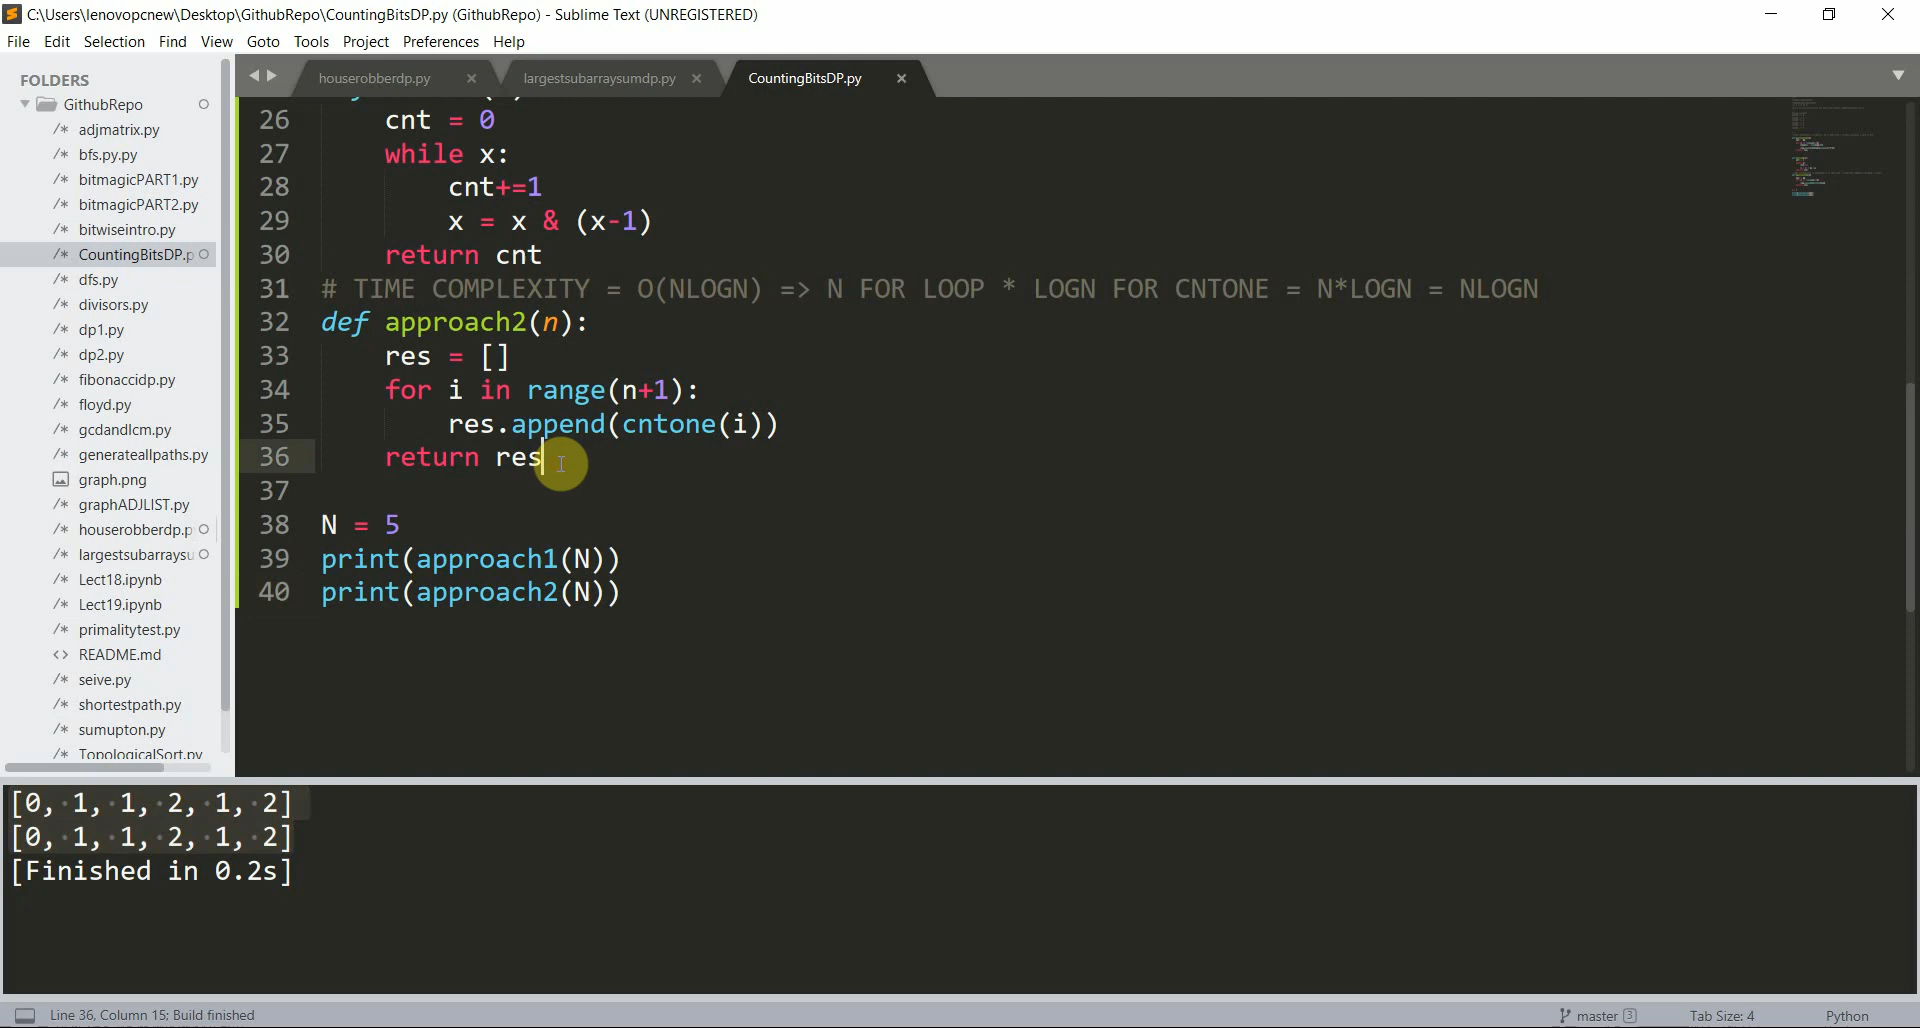 C:\Users\lenovopcnew\Desktop\GithubRepo\CountingBitsDP.py (GithubRepo) - Sublime Text (UNREGISTERED)
File Edit Selection Find View Goto Tools Project Preferences Help
FOLDERS
GithubRepo
adjmatrix.py
bfs.py.py
bitmagicPART1.py
bitmagicPART2.py
bitwiseintro.py
CountingBitsDP.p
dfs.py
divisors.py
dp1.py
dp2.py
fibonaccidp.py
floyd.py
gcdandlcm.py
generateallpaths.py
graph.png
graphADJLIST.py
houserobberdp.p
largestsubarraysu
Lect18.ipynb
Lect19.ipynb
primalitytest.py
README.md
seive.py
shortestpath.py
sumupton.py
TopologicalSort.py
houserobberdp.py largestsubarraysumdp.py CountingBitsDP.py
26 cnt = 0
27 while x:
28 cnt+=1
29 x = x & (x-1)
30 return cnt
31 # TIME COMPLEXITY = O(NLOGN) => N FOR LOOP * LOGN FOR CNTONE = N*LOGN = NLOGN
32 def approach2(n):
33 res = []
34 for i in range(n+1):
35 res.append(cntone(i))
36 return res
37
38 N = 5
39 print(approach1(N))
40 print(approach2(N))
[0, 1, 1, 2, 1, 2]
[0, 1, 1, 2, 1, 2]
[Finished in 0.2s]
Line 36, Column 15; Build finished master 3 Tab Size: 4 Python